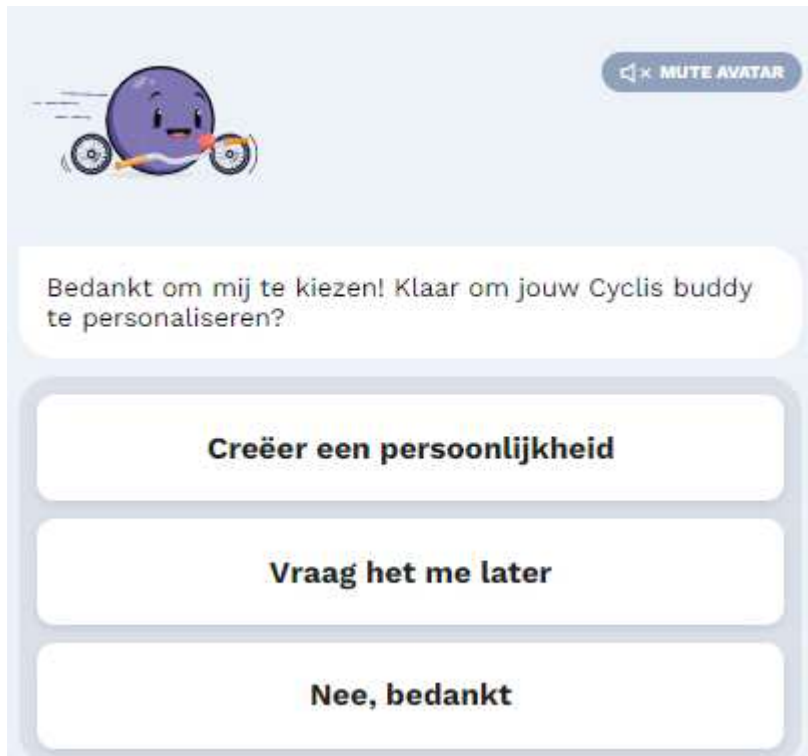 MUTE AVATAR
Bedankt om mij te kiezen! Klaar om jouw Cyclis buddy
te personaliseren?
Creëer een persoonlijkheid
Vraag het me later
Nee, bedankt